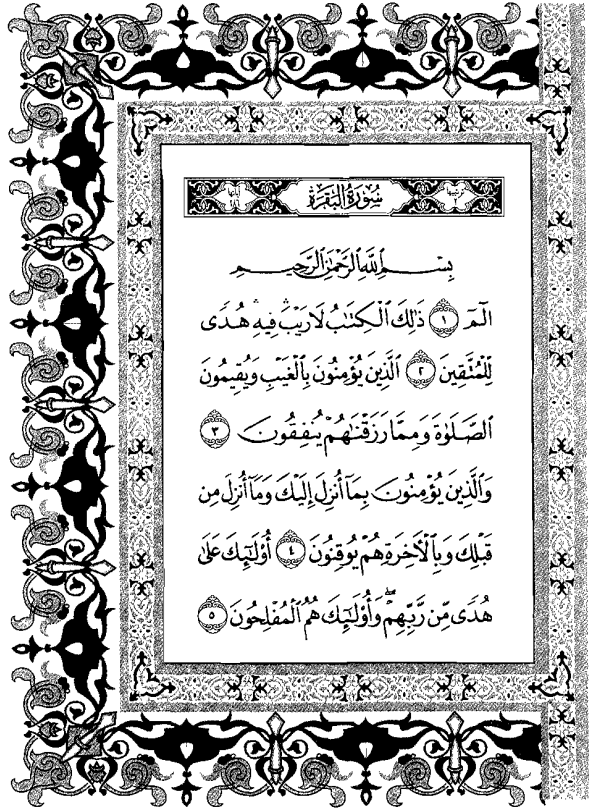 سُورَةُ ٱلْبَقَرَةِ
بِسْمِ ٱللَّهِ ٱلرَّحْمَٰنِ ٱلرَّحِيمِ
الٓمٓ ١ ذَٰلِكَ ٱلْكِتَٰبُ لَا رَيْبَ ۛ فِيهِ ۛ هُدًى
لِّلْمُتَّقِينَ ٢ ٱلَّذِينَ يُؤْمِنُونَ بِٱلْغَيْبِ وَيُقِيمُونَ
ٱلصَّلَوٰةَ وَمِمَّا رَزَقْنَٰهُمْ يُنفِقُونَ ٣
وَٱلَّذِينَ يُؤْمِنُونَ بِمَآ أُنزِلَ إِلَيْكَ وَمَآ أُنزِلَ مِن
قَبْلِكَ وَبِٱلْأَخِرَةِ هُمْ يُوقِنُونَ ٤ أُو۟لَٰٓئِكَ عَلَىٰ
هُدًى مِّن رَّبِّهِمْ ۖ وَأُو۟لَٰٓئِكَ هُمُ ٱلْمُفْلِحُونَ ٥